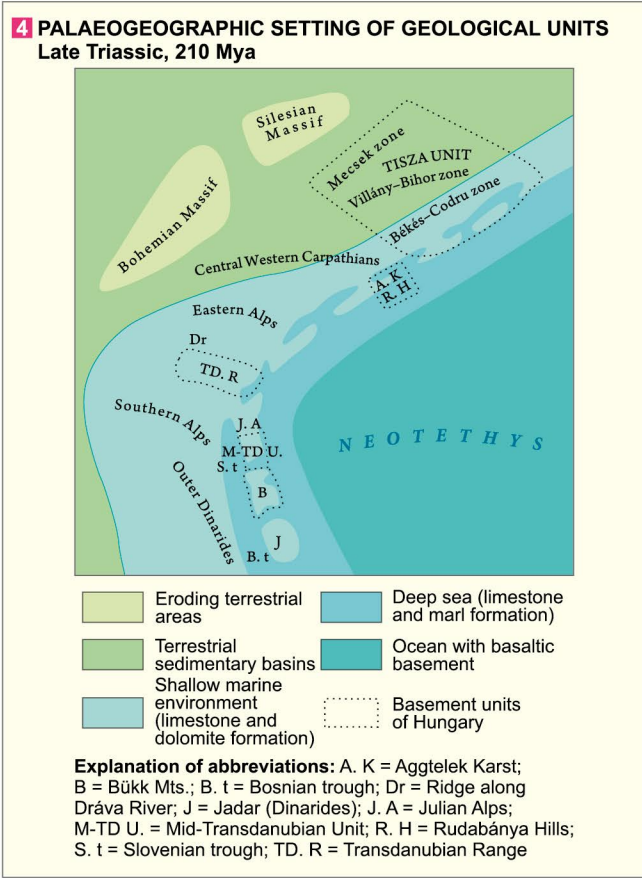 4 PALAEOGEOGRAPHIC SETTING OF GEOLOGICAL UNITS
Late Triassic, 210 Mya
Silesian
Massif
Mecsek zone
TISZA UNIT
Villány–Bihor zone
Békés–Codru zone
Bohemian Massif
Central Western Carpathians
A. K
R. H
Eastern Alps
Dr
TD. R
Southern Alps
J. A
M-TD U.
S. t
NEOTETHYS
Outer Dinarides
B
J
B. t
Eroding terrestrial
areas
Terrestrial
sedimentary basins
Shallow marine
environment
(limestone and
dolomite formation)
Deep sea (limestone
and marl formation)
Ocean with basaltic
basement
Basement units
of Hungary
Explanation of abbreviations: A. K = Aggtelek Karst;
B = Bükk Mts.; B. t = Bosnian trough; Dr = Ridge along
Dráva River; J = Jadar (Dinarides); J. A = Julian Alps;
M-TD U. = Mid-Transdanubian Unit; R. H = Rudabánya Hills;
S. t = Slovenian trough; TD. R = Transdanubian Range